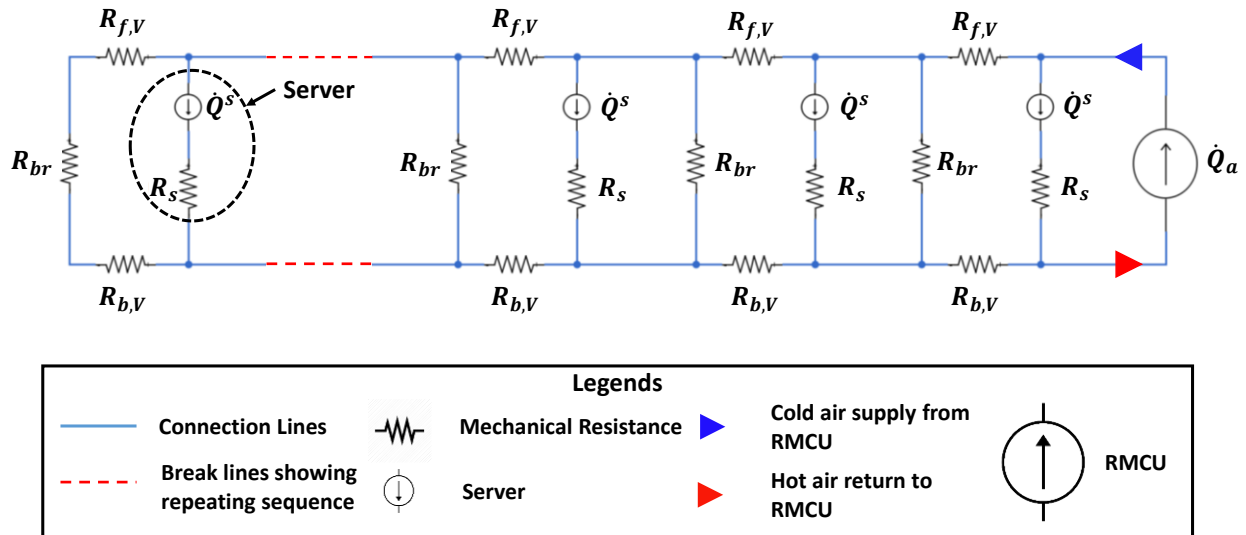 R_{f,V} R_{f,V} R_{f,V} R_{f,V}
Server
Q̇^s Q̇^s Q̇^s Q̇^s
R_{br} R_{br} R_{br} R_{br} Q̇_a
R_s R_s R_s R_s
R_{b,V} R_{b,V} R_{b,V} R_{b,V}
Legends
Connection Lines
Mechanical Resistance
Cold air supply from
RMCU
RMCU
Break lines showing
repeating sequence
Server
Hot air return to
RMCU